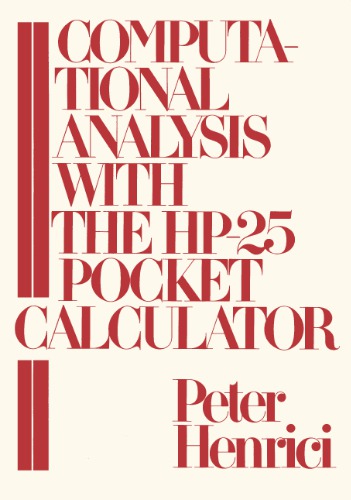 COMPUTA-
TIONAL
ANALYSIS
WITH
THE HP-25
POCKET
CALCULATOR
Peter
Henrici